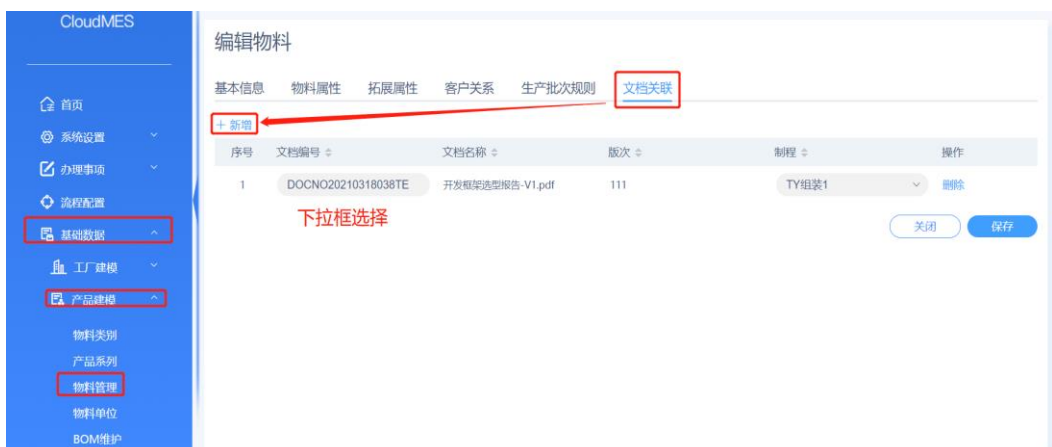 CloudMES
首页
系统设置
办理事项
流程配置
基础数据
工厂建模
产品建模
物料类别
产品系列
物料管理
物料单位
BOM维护
编辑物料
基本信息 物料属性 拓展属性 客户关系 生产批次规则 文档关联
+ 新增
序号 文档编号 文档名称 版次 制程 操作
1 DOCNO20210318038TE 开发框架选型报告-V1.pdf 111 TY组装1 删除
下拉框选择
关闭 保存